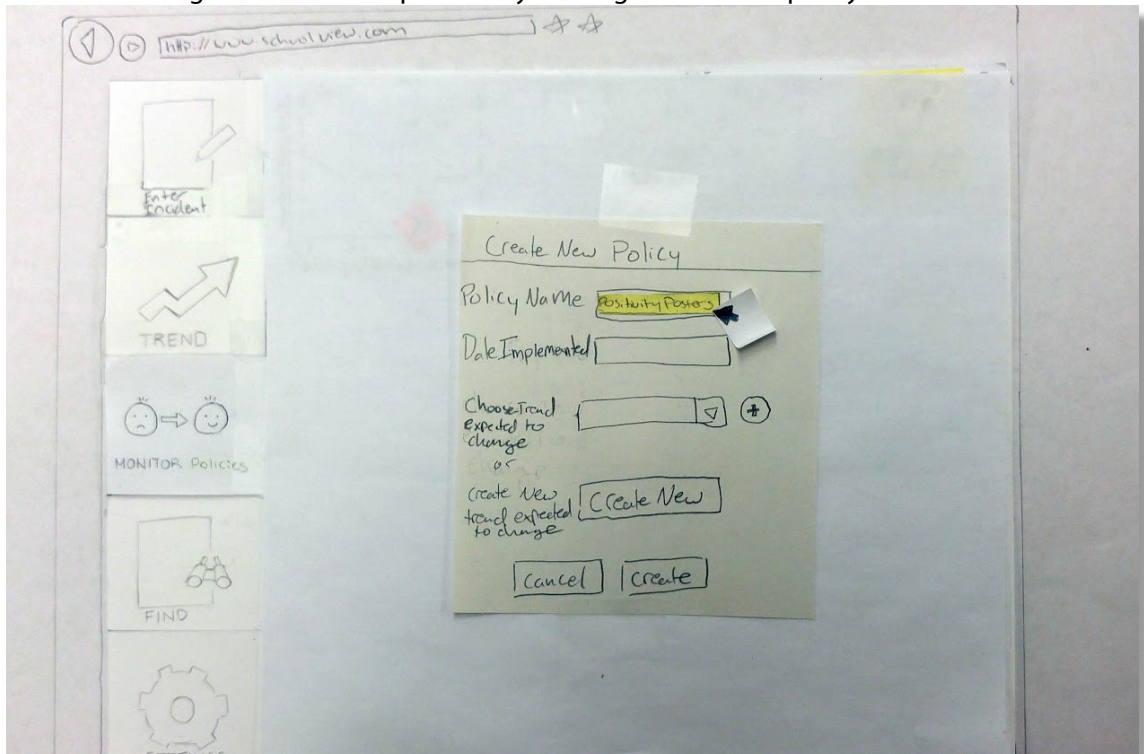 http://www.schoolview.com
Enter
Incident
TREND
MONITOR Policies
FIND
Create New Policy
Policy Name Positivity Posters
Date Implemented
Choose Trend
expected to
change
or
Create New
trend expected
to change
Create New
Cancel Create